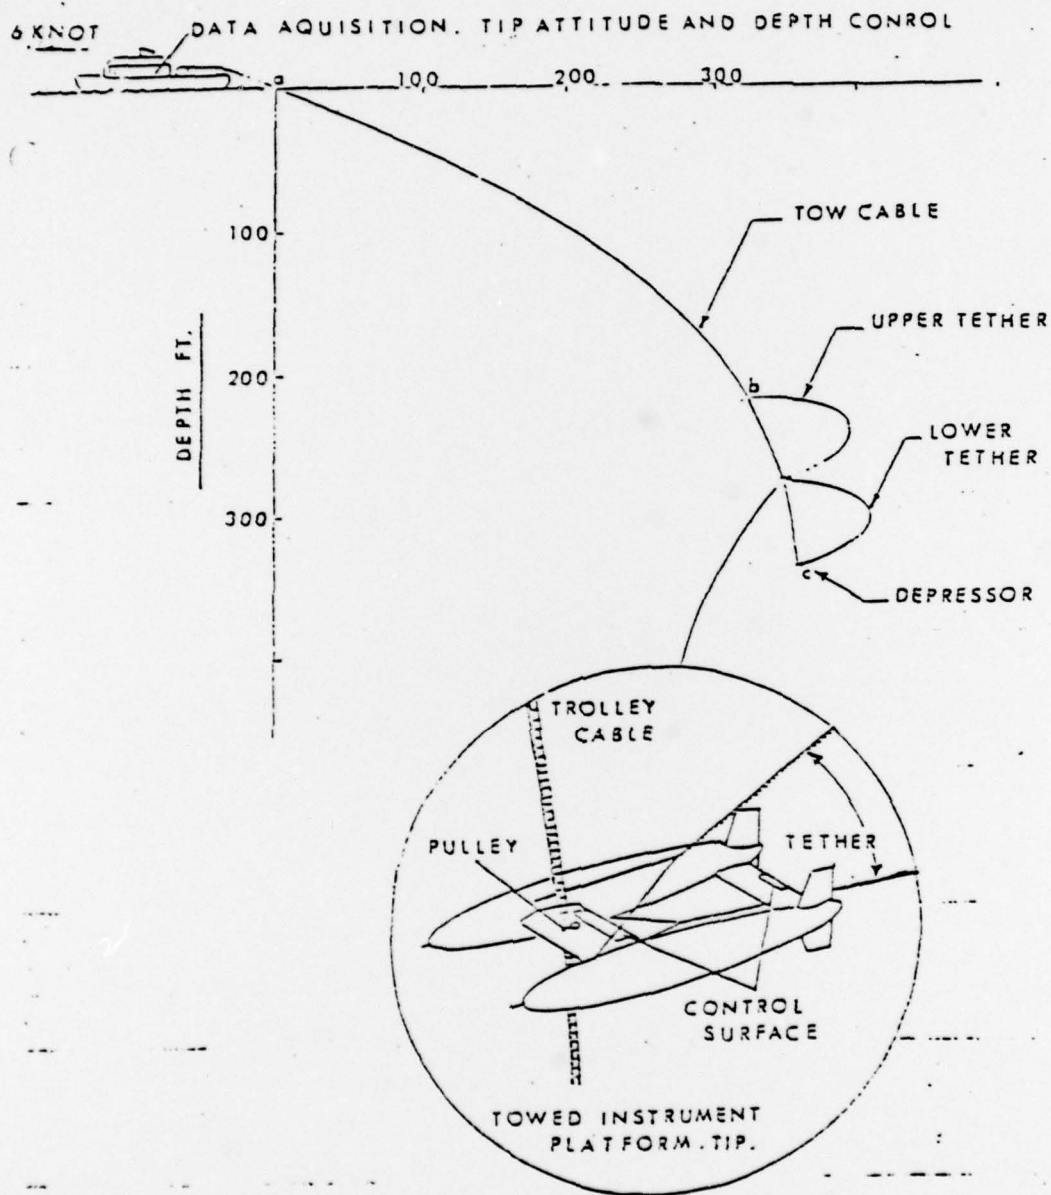 6 KNOT
DATA AQUISITION. TIP ATTITUDE AND DEPTH CONROL
a
100
200
300
TOW CABLE
100
UPPER TETHER
DEPTH FT.
200
b
LOWER
TETHER
300
c
DEPRESSOR
TROLLEY
CABLE
PULLEY
TETHER
CONTROL
SURFACE
TOWED INSTRUMENT
PLATFORM.TIP.